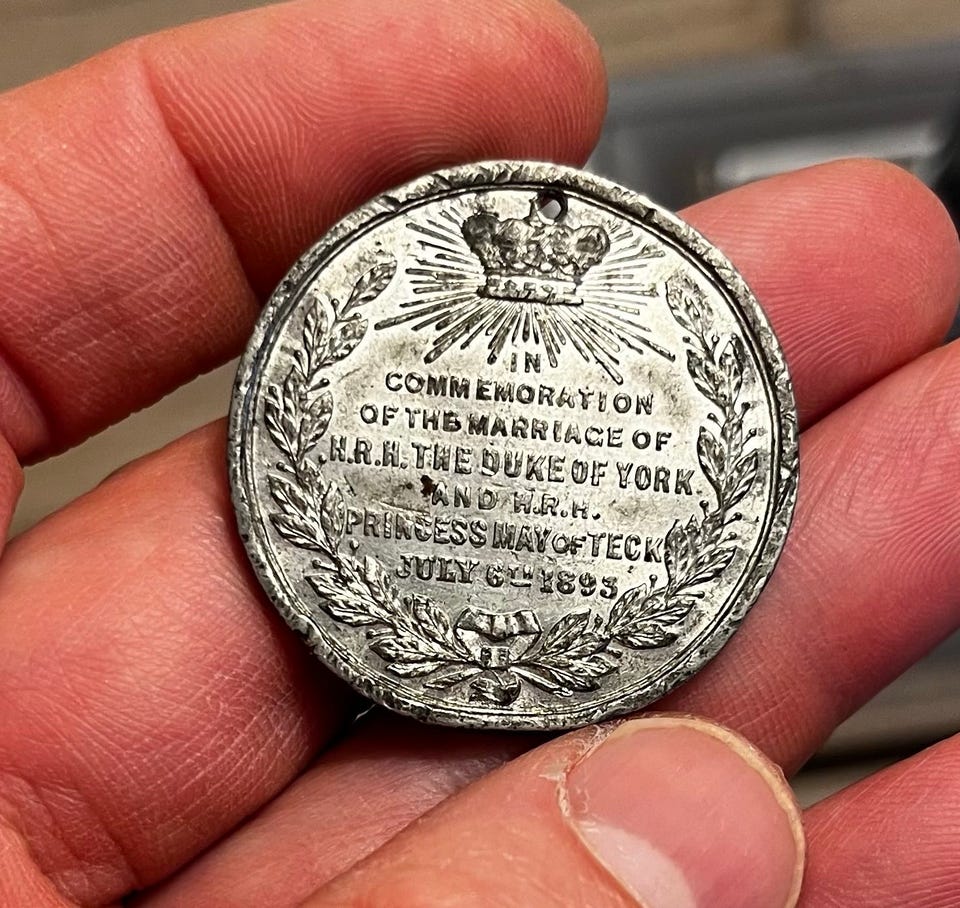 IN
COMMEMORATION
OF THE MARRIAGE OF
H.R.H. THE DUKE OF YORK
AND H.R.H.
PRINCESS MAY OF TECK
JULY 6TH 1893